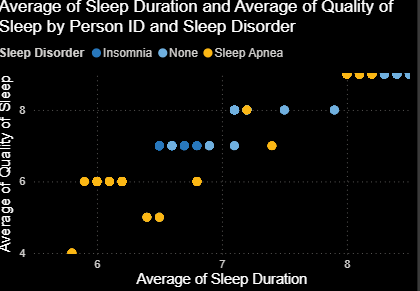 Average of Sleep Duration and Average of Quality of
Sleep by Person ID and Sleep Disorder
Sleep Disorder Insomnia None Sleep Apnea
Average of Quality of Sleep
8
6
4
6 7 8
Average of Sleep Duration